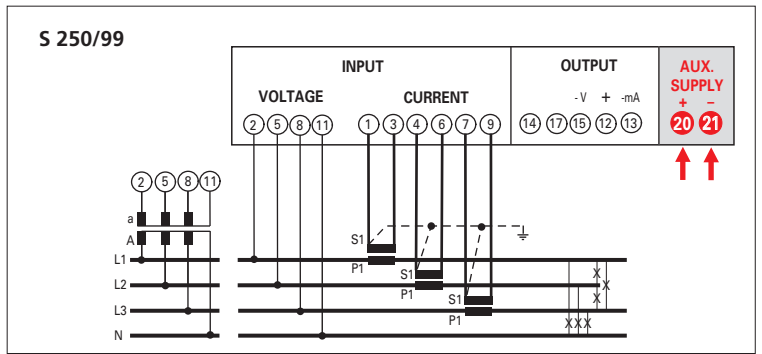 S 250/99
INPUT
OUTPUT
AUX.
SUPPLY
VOLTAGE
CURRENT
- V + -mA
+ –
2 5 8 11
1 3 4 6 7 9
14 17 15 12 13
20 21
2 5 8 11
a
A
S1
P1
S1
P1
S1
P1
L1
L2
L3
N
X
X
X
XXX